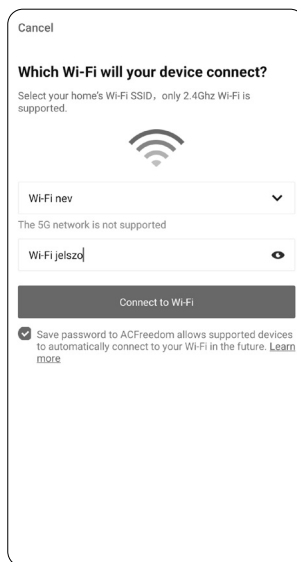 Cancel
Which Wi-Fi will your device connect?
Select your home's Wi-Fi SSID，only 2.4Ghz Wi-Fi is
supported.
Wi-Fi nev
The 5G network is not supported
Wi-Fi jelszo
Connect to Wi-Fi
Save password to ACFreedom allows supported devices
to automatically connect to your Wi-Fi in the future. Learn
more